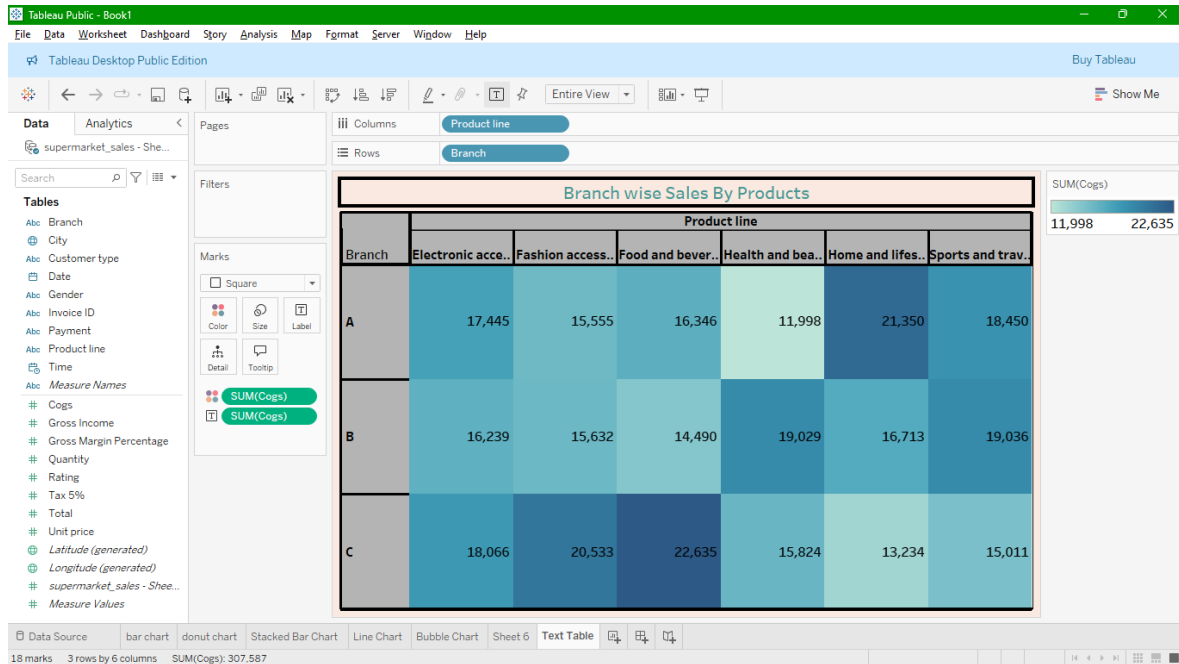 Tableau Public - Book1
File Data Worksheet Dashboard Story Analysis Map Format Server Window Help
Tableau Desktop Public Edition
Buy Tableau
Entire View
Show Me
Data
Analytics
supermarket_sales - She...
Search
Tables
Abc Branch
City
Abc Customer type
Date
Abc Gender
Abc Invoice ID
Abc Payment
Abc Product line
Time
Abc Measure Names
# Cogs
# Gross Income
# Gross Margin Percentage
# Quantity
# Rating
# Tax 5%
# Total
# Unit price
Latitude (generated)
Longitude (generated)
# supermarket_sales - Shee...
# Measure Values
Pages
Filters
Marks
Square
Color Size T Label
Detail Tooltip
SUM(Cogs)
T SUM(Cogs)
Columns Product line
Rows Branch
Branch wise Sales By Products
Product line
Branch Electronic acce.. Fashion access.. Food and bever.. Health and bea.. Home and lifes.. Sports and trav..
A 17,445 15,555 16,346 11,998 21,350 18,450
B 16,239 15,632 14,490 19,029 16,713 19,036
C 18,066 20,533 22,635 15,824 13,234 15,011
SUM(Cogs)
11,998 22,635
Data Source bar chart donut chart Stacked Bar Chart Line Chart Bubble Chart Sheet 6 Text Table
18 marks 3 rows by 6 columns SUM(Cogs): 307,587